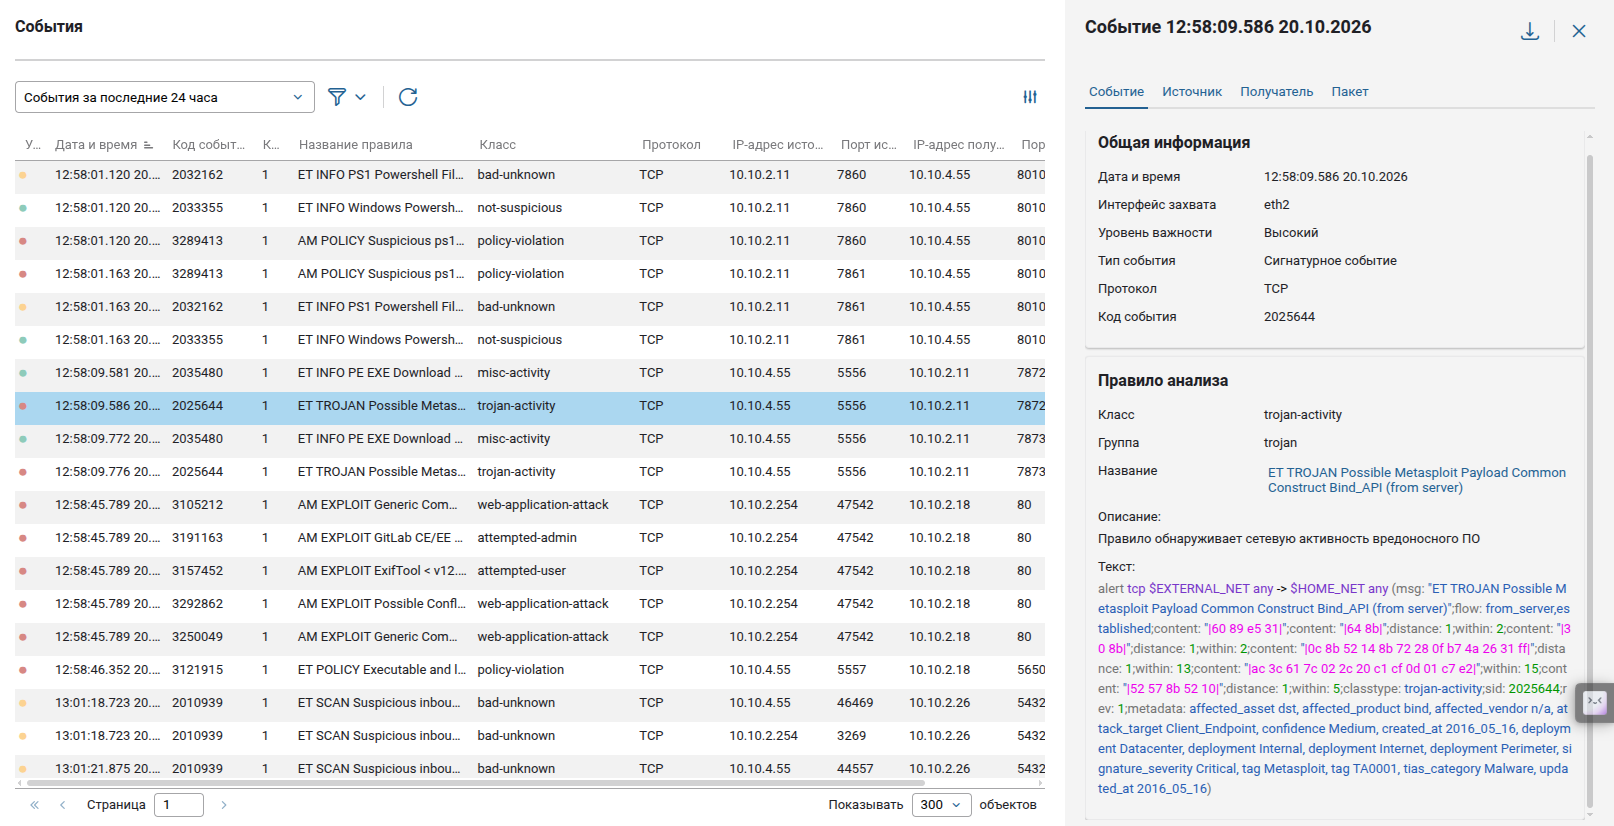 События
События за последние 24 часа
У... Дата и время Код событ... К... Название правила Класс Протокол IP-адрес исто... Порт ис... IP-адрес полу... Пор
12:58:01.120 20.... 2032162 1 ET INFO PS1 Powershell Fil... bad-unknown TCP 10.10.2.11 7860 10.10.4.55 8010
12:58:01.120 20.... 2033355 1 ET INFO Windows Powersh... not-suspicious TCP 10.10.2.11 7860 10.10.4.55 8010
12:58:01.120 20.... 3289413 1 AM POLICY Suspicious ps1... policy-violation TCP 10.10.2.11 7860 10.10.4.55 8010
12:58:01.163 20.... 3289413 1 AM POLICY Suspicious ps1... policy-violation TCP 10.10.2.11 7861 10.10.4.55 8010
12:58:01.163 20.... 2032162 1 ET INFO PS1 Powershell Fil... bad-unknown TCP 10.10.2.11 7861 10.10.4.55 8010
12:58:01.163 20.... 2033355 1 ET INFO Windows Powersh... not-suspicious TCP 10.10.2.11 7861 10.10.4.55 8010
12:58:09.581 20.... 2035480 1 ET INFO PE EXE Download ... misc-activity TCP 10.10.4.55 5556 10.10.2.11 7872
12:58:09.586 20.... 2025644 1 ET TROJAN Possible Metas... trojan-activity TCP 10.10.4.55 5556 10.10.2.11 7872
12:58:09.772 20.... 2035480 1 ET INFO PE EXE Download ... misc-activity TCP 10.10.4.55 5556 10.10.2.11 7873
12:58:09.776 20.... 2025644 1 ET TROJAN Possible Metas... trojan-activity TCP 10.10.4.55 5556 10.10.2.11 7873
12:58:45.789 20.... 3105212 1 AM EXPLOIT Generic Com... web-application-attack TCP 10.10.2.254 47542 10.10.2.18 80
12:58:45.789 20.... 3191163 1 AM EXPLOIT GitLab CE/EE ... attempted-admin TCP 10.10.2.254 47542 10.10.2.18 80
12:58:45.789 20.... 3157452 1 AM EXPLOIT ExifTool < v12.... attempted-user TCP 10.10.2.254 47542 10.10.2.18 80
12:58:45.789 20.... 3292862 1 AM EXPLOIT Possible Confl... web-application-attack TCP 10.10.2.254 47542 10.10.2.18 80
12:58:45.789 20.... 3250049 1 AM EXPLOIT Generic Com... web-application-attack TCP 10.10.2.254 47542 10.10.2.18 80
12:58:46.352 20.... 3121915 1 ET POLICY Executable and l... policy-violation TCP 10.10.4.55 5557 10.10.2.18 5650
13:01:18.723 20.... 2010939 1 ET SCAN Suspicious inbou... bad-unknown TCP 10.10.4.55 46469 10.10.2.26 5432
13:01:18.723 20.... 2010939 1 ET SCAN Suspicious inbou... bad-unknown TCP 10.10.2.254 3269 10.10.2.26 5432
13:01:21.875 20.... 2010939 1 ET SCAN Suspicious inbou... bad-unknown TCP 10.10.4.55 44557 10.10.2.26 5432
Страница 1 Показывать 300 объектов
Событие 12:58:09.586 20.10.2026
Событие Источник Получатель Пакет
Общая информация
Дата и время 12:58:09.586 20.10.2026
Интерфейс захвата eth2
Уровень важности Высокий
Тип события Сигнатурное событие
Протокол TCP
Код события 2025644
Правило анализа
Класс trojan-activity
Группа trojan
Название ET TROJAN Possible Metasploit Payload Common
Construct Bind_API (from server)
Описание:
Правило обнаруживает сетевую активность вредоносного ПО
Текст:
alert tcp $EXTERNAL_NET any -> $HOME_NET any (msg: "ET TROJAN Possible M
etasploit Payload Common Construct Bind_API (from server)";flow: from_server,es
tablished;content: "|60 89 e5 31|";content: "|64 8b|";distance: 1;within: 2;content: "|3
0 8b|";distance: 1;within: 2;content: "|0c 8b 52 14 8b 72 28 0f b7 4a 26 31 ff|";dista
nce: 1;within: 13;content: "|ac 3c 61 7c 02 2c 20 c1 cf 0d 01 c7 e2|";within: 15;cont
ent: "|52 57 8b 52 10|";distance: 1;within: 5;classtype: trojan-activity;sid: 2025644;r
ev: 1;metadata: affected_asset dst, affected_product bind, affected_vendor n/a, at
tack_target Client_Endpoint, confidence Medium, created_at 2016_05_16, deploym
ent Datacenter, deployment Internal, deployment Internet, deployment Perimeter, si
gnature_severity Critical, tag Metasploit, tag TA0001, tias_category Malware, upda
ted_at 2016_05_16)